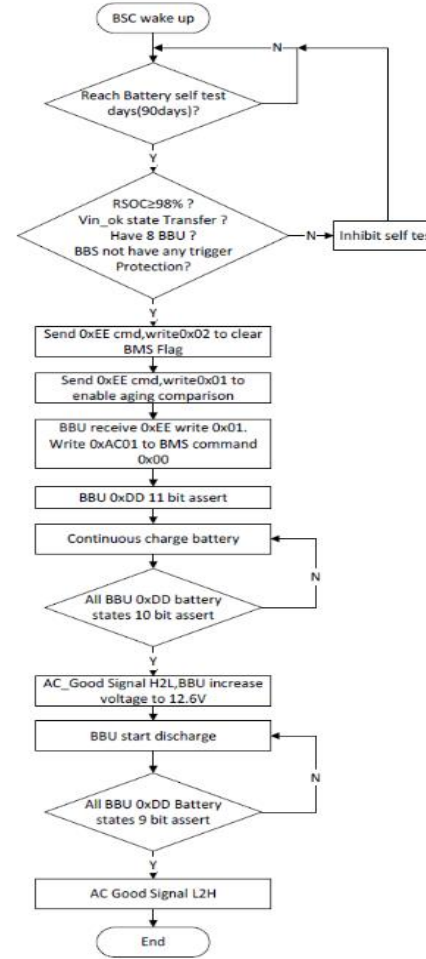 BSC wake up
N
Reach Battery self test
days(90days)?
Y
RSOC≥98% ?
Vin_ok state Transfer ?
Have 8 BBU ?
BBS not have any trigger
Protection?
N
Inhibit self test
Y
Send 0xEE cmd,write0x02 to clear
BMS Flag
Send 0xEE cmd,write0x01 to
enable aging comparison
BBU receive 0xEE write 0x01.
Write 0xAC01 to BMS command
0x00
BBU 0xDD 11 bit assert
Continuous charge battery
N
All BBU 0xDD battery
states 10 bit assert
Y
AC_Good Signal H2L,BBU increase
voltage to 12.6V
BBU start discharge
N
All BBU 0xDD Battery
states 9 bit assert
Y
AC Good Signal L2H
End